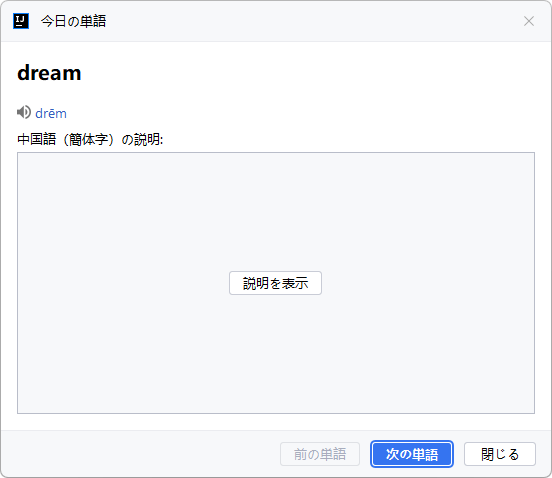 IJ 今日の単語
dream
drēm
中国語（簡体字）の説明:
説明を表示
前の単語 次の単語 閉じる